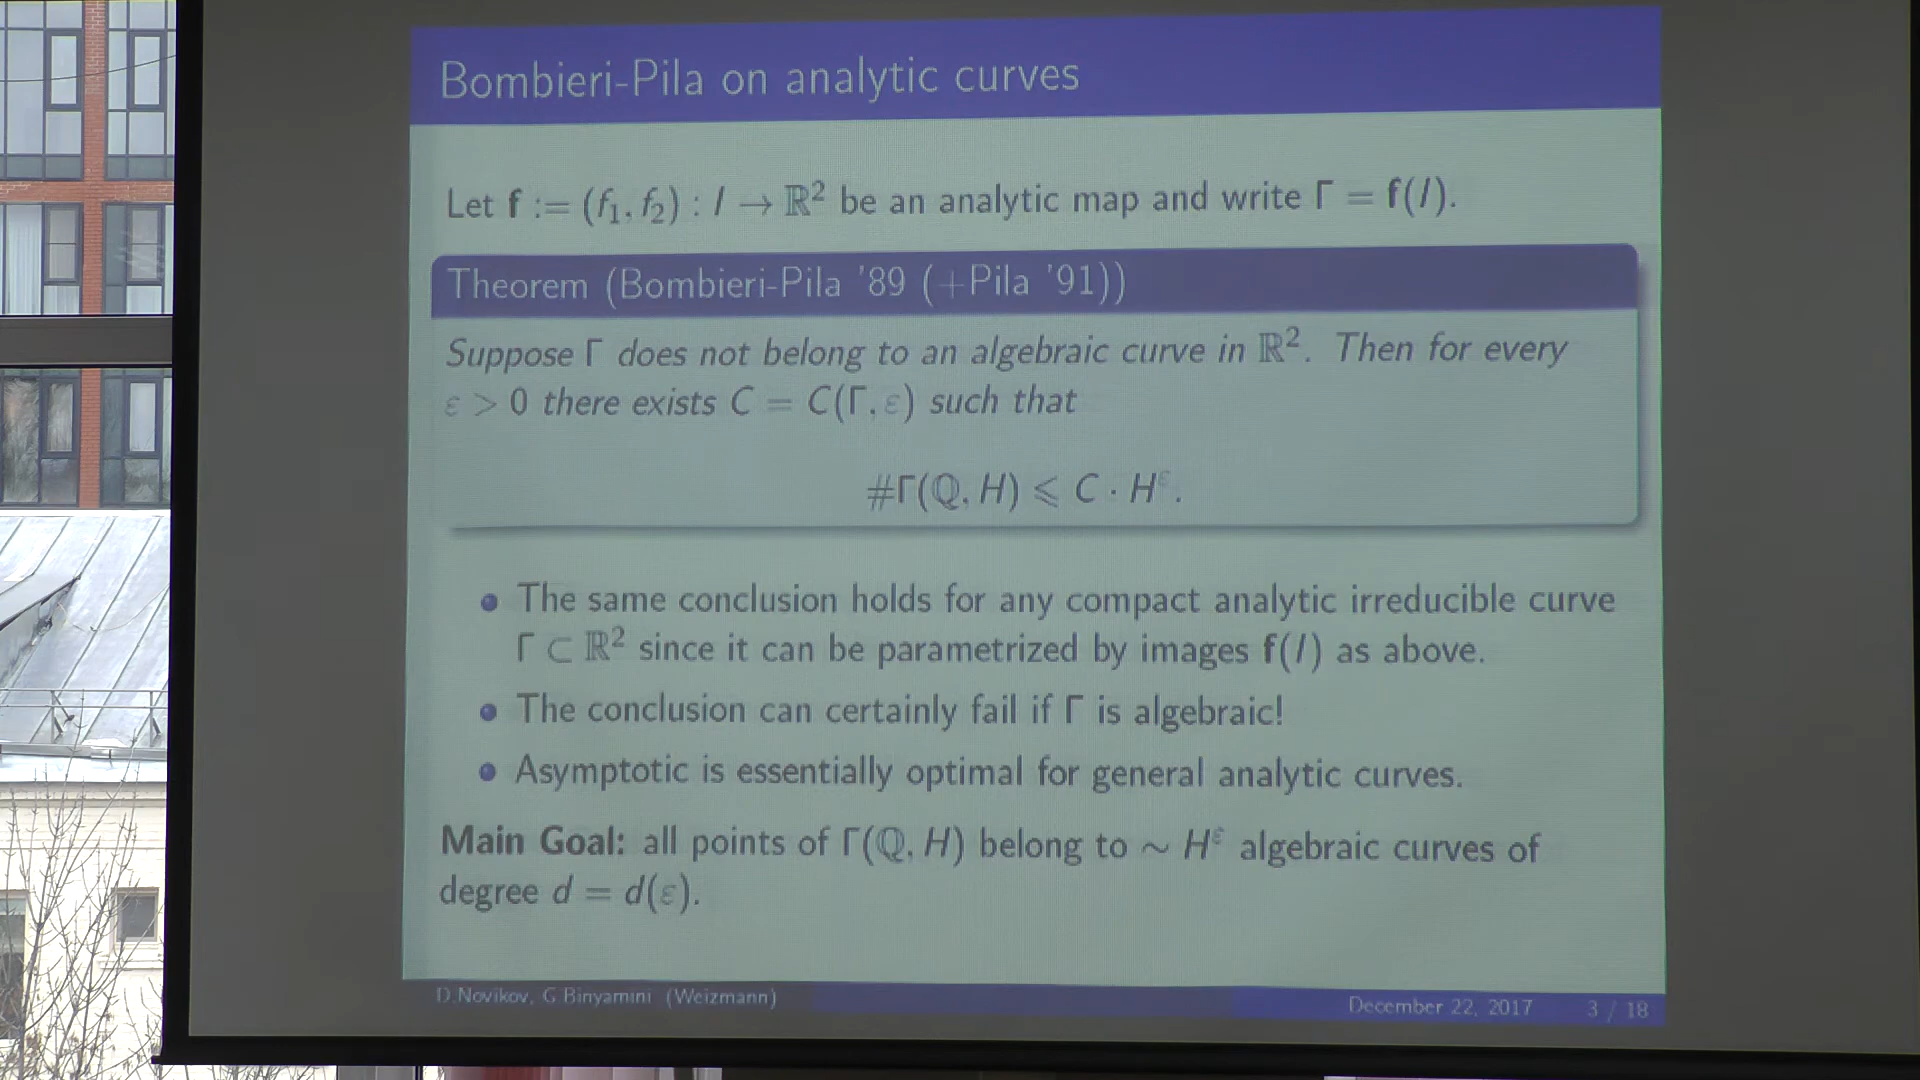 Bombieri-Pila on analytic curves
Let f := (f₁, f₂) : I → ℝ² be an analytic map and write Γ = f(I).
Theorem (Bombieri-Pila '89 (+Pila '91))
Suppose Γ does not belong to an algebraic curve in ℝ². Then for every
ε > 0 there exists C = C(Γ, ε) such that
#Γ(ℚ, H) ⩽ C · Hᵋ.
• The same conclusion holds for any compact analytic irreducible curve
Γ ⊂ ℝ² since it can be parametrized by images f(I) as above.
• The conclusion can certainly fail if Γ is algebraic!
• Asymptotic is essentially optimal for general analytic curves.
Main Goal: all points of Γ(ℚ, H) belong to ∼ Hᵋ algebraic curves of
degree d = d(ε).
D.Novikov, G.Binyamini (Weizmann)
December 22, 2017 3 / 18